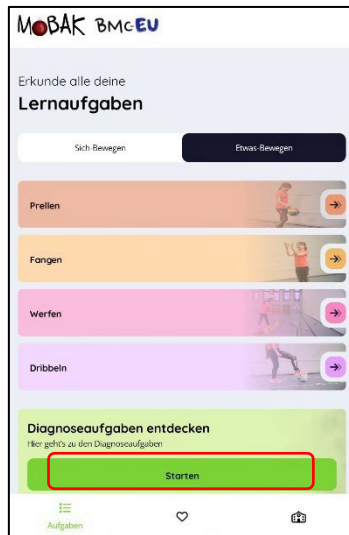 MOBAK BMC-EU
Erkunde alle deine
Lernaufgaben
Sich-Bewegen
Etwas-Bewegen
Prellen
Fangen
Werfen
Dribbeln
Diagnoseaufgaben entdecken
Hier geht's zu den Diagnoseaufgaben
Starten
Aufgaben